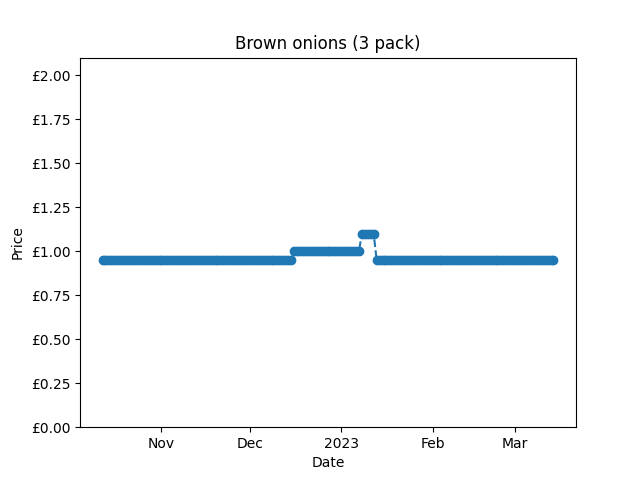 Brown onions (3 pack)
£2.00
£1.75
£1.50
£1.25
£1.00
£0.75
£0.50
£0.25
£0.00
Price
Nov Dec 2023 Feb Mar
Date